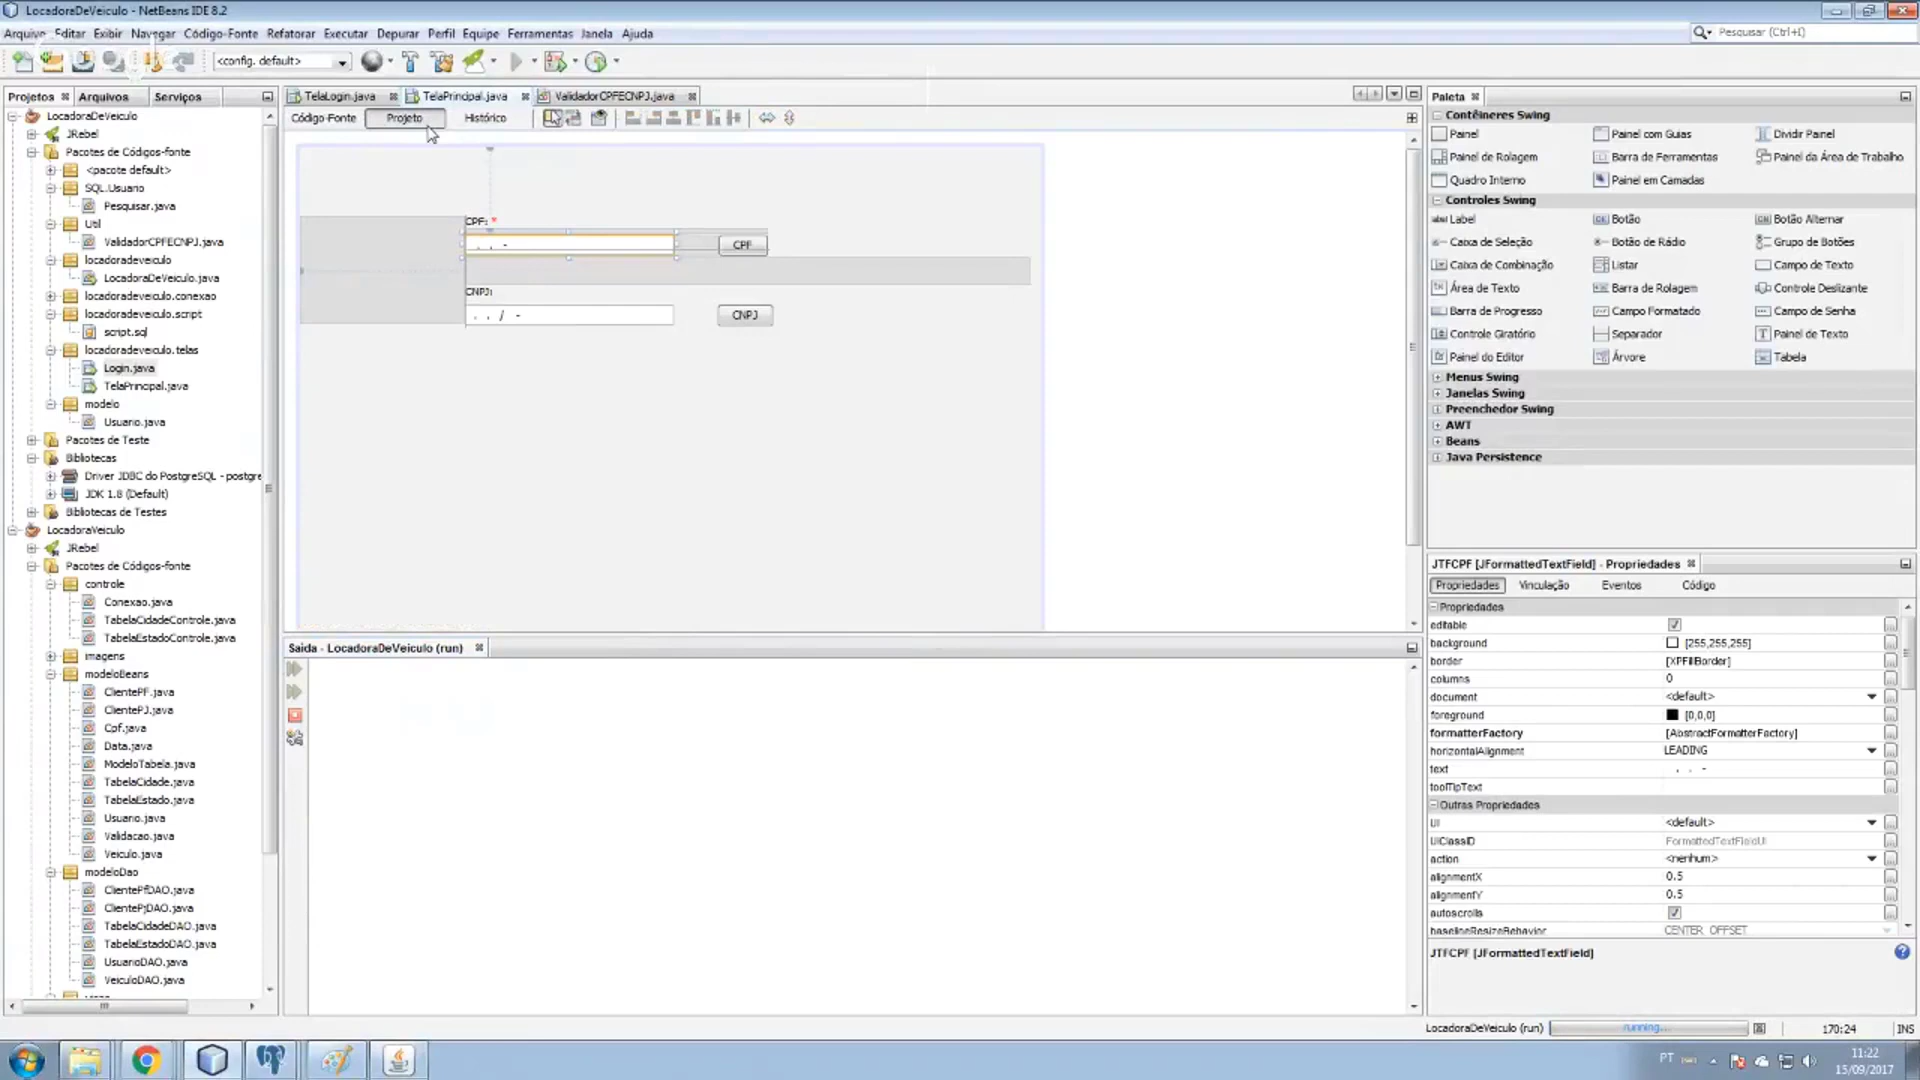 LocadoraDeVeiculo - NetBeans IDE 8.2
Arquivo Editar Exibir Navegar Código-Fonte Refatorar Executar Depurar Perfil Equipe Ferramentas Janela Ajuda
Pesquisar (Ctrl+I)
<config. default>
Projetos Arquivos Serviços
TelaLogin.java TelaPrincipal.java ValidadorCPFECNPJ.java
Código-Fonte Projeto Histórico
LocadoraDeVeiculo
JRebel
Pacotes de Códigos-fonte
<pacote default>
SQL.Usuario
Pesquisar.java
Util
ValidadorCPFECNPJ.java
locadoradeveiculo
LocadoraDeVeiculo.java
locadoradeveiculo.conexao
locadoradeveiculo.script
script.sql
locadoradeveiculo.telas
Login.java
TelaPrincipal.java
modelo
Usuario.java
Pacotes de Teste
Bibliotecas
Driver JDBC do PostgreSQL - postgre
JDK 1.8 (Default)
Bibliotecas de Testes
LocadoraVeiculo
JRebel
Pacotes de Códigos-fonte
controle
Conexao.java
TabelaCidadeControle.java
TabelaEstadoControle.java
imagens
modeloBeans
ClientePF.java
ClientePJ.java
Cpf.java
Data.java
ModeloTabela.java
TabelaCidade.java
TabelaEstado.java
Usuario.java
Validacao.java
Veiculo.java
modeloDao
ClientePfDAO.java
ClientePjDAO.java
TabelaCidadeDAO.java
TabelaEstadoDAO.java
UsuarioDAO.java
VeiculoDAO.java
CPF: *
. . -
CPF
CNPJ:
. . / -
CNPJ
Saída - LocadoraDeVeiculo (run)
Paleta
Contêineres Swing
Painel Painel com Guias Dividir Painel
Painel de Rolagem Barra de Ferramentas Painel da Área de Trabalho
Quadro Interno Painel em Camadas
Controles Swing
label Label OK Botão ON Botão Alternar
Caixa de Seleção Botão de Rádio Grupo de Botões
Caixa de Combinação Listar Campo de Texto
Área de Texto Barra de Rolagem Controle Deslizante
Barra de Progresso Campo Formatado Campo de Senha
Controle Giratório Separador Painel de Texto
Painel do Editor Árvore Tabela
Menus Swing
Janelas Swing
Preenchedor Swing
AWT
Beans
Java Persistence
JTFCPF [JFormattedTextField] - Propriedades
Propriedades Vinculação Eventos Código
Propriedades
editable
background [255,255,255]
border [XPFillBorder]
columns 0
document <default>
foreground [0,0,0]
formatterFactory [AbstractFormatterFactory]
horizontalAlignment LEADING
text . . -
toolTipText
Outras Propriedades
UI <default>
UIClassID FormattedTextFieldUI
action <nenhum>
alignmentX 0.5
alignmentY 0.5
autoscrolls
baselineResizeBehavior CENTER_OFFSET
JTFCPF [JFormattedTextField]
LocadoraDeVeiculo (run) running... 170:24 INS
PT
11:22
15/09/2017